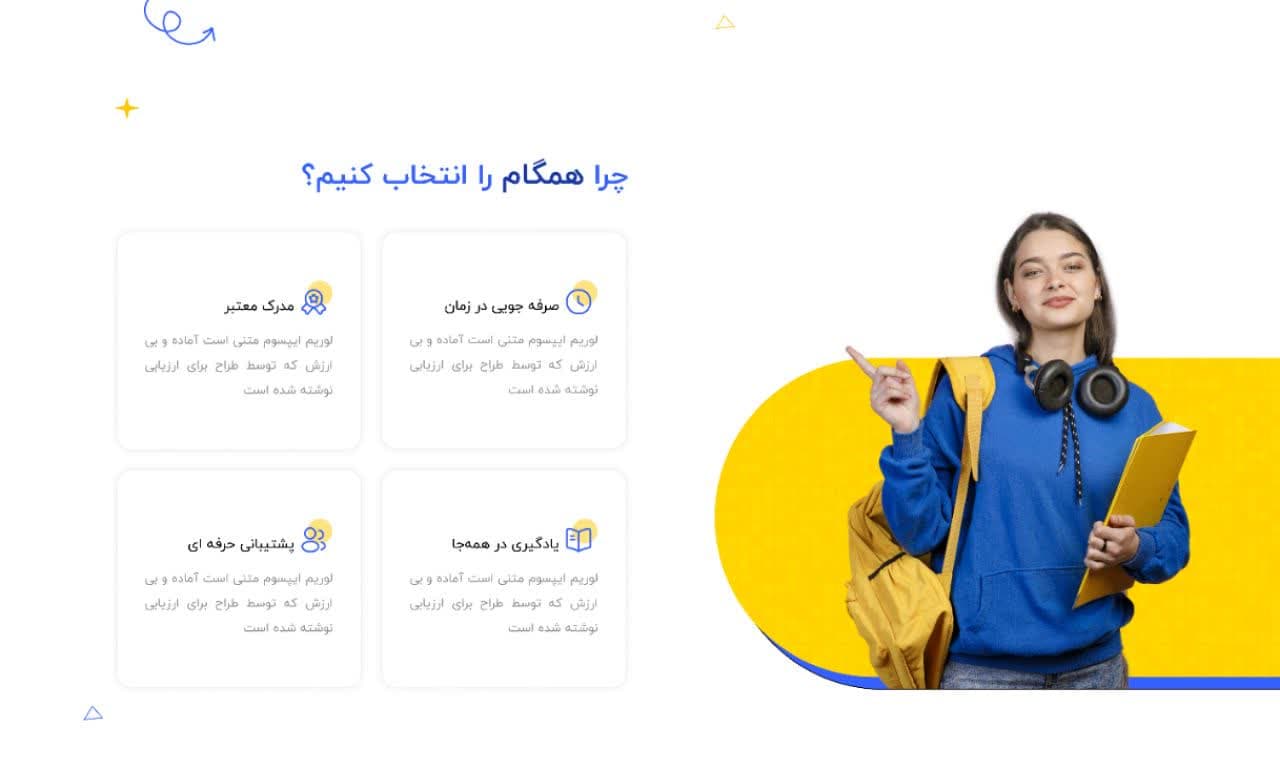 چرا همگام را انتخاب کنیم؟
صرفه جویی در زمان
لوریم ایپسوم متنی است آماده و بی
ارزش که توسط طراح برای ارزیابی
نوشته شده است
مدرک معتبر
لوریم ایپسوم متنی است آماده و بی
ارزش که توسط طراح برای ارزیابی
نوشته شده است
یادگیری در همه‌جا
لوریم ایپسوم متنی است آماده و بی
ارزش که توسط طراح برای ارزیابی
نوشته شده است
پشتیبانی حرفه ای
لوریم ایپسوم متنی است آماده و بی
ارزش که توسط طراح برای ارزیابی
نوشته شده است